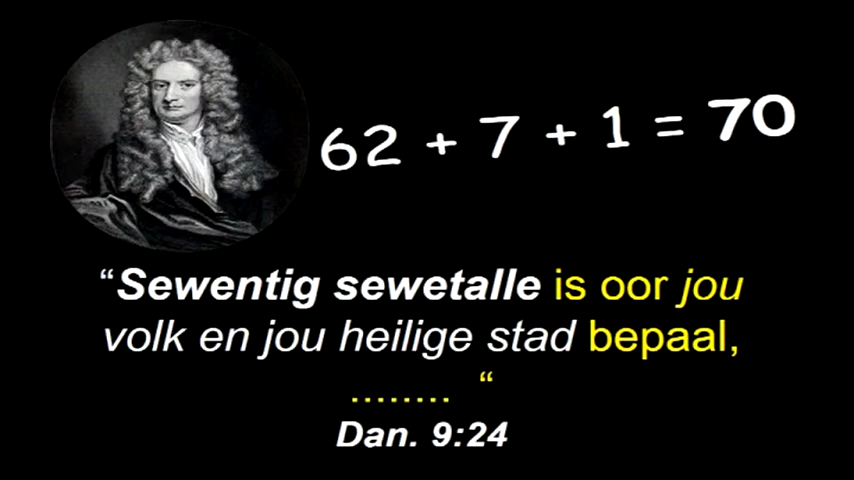 62 + 7 + 1 = 70
“Sewentig sewetalle is oor jou
volk en jou heilige stad bepaal,
........ “
Dan. 9:24